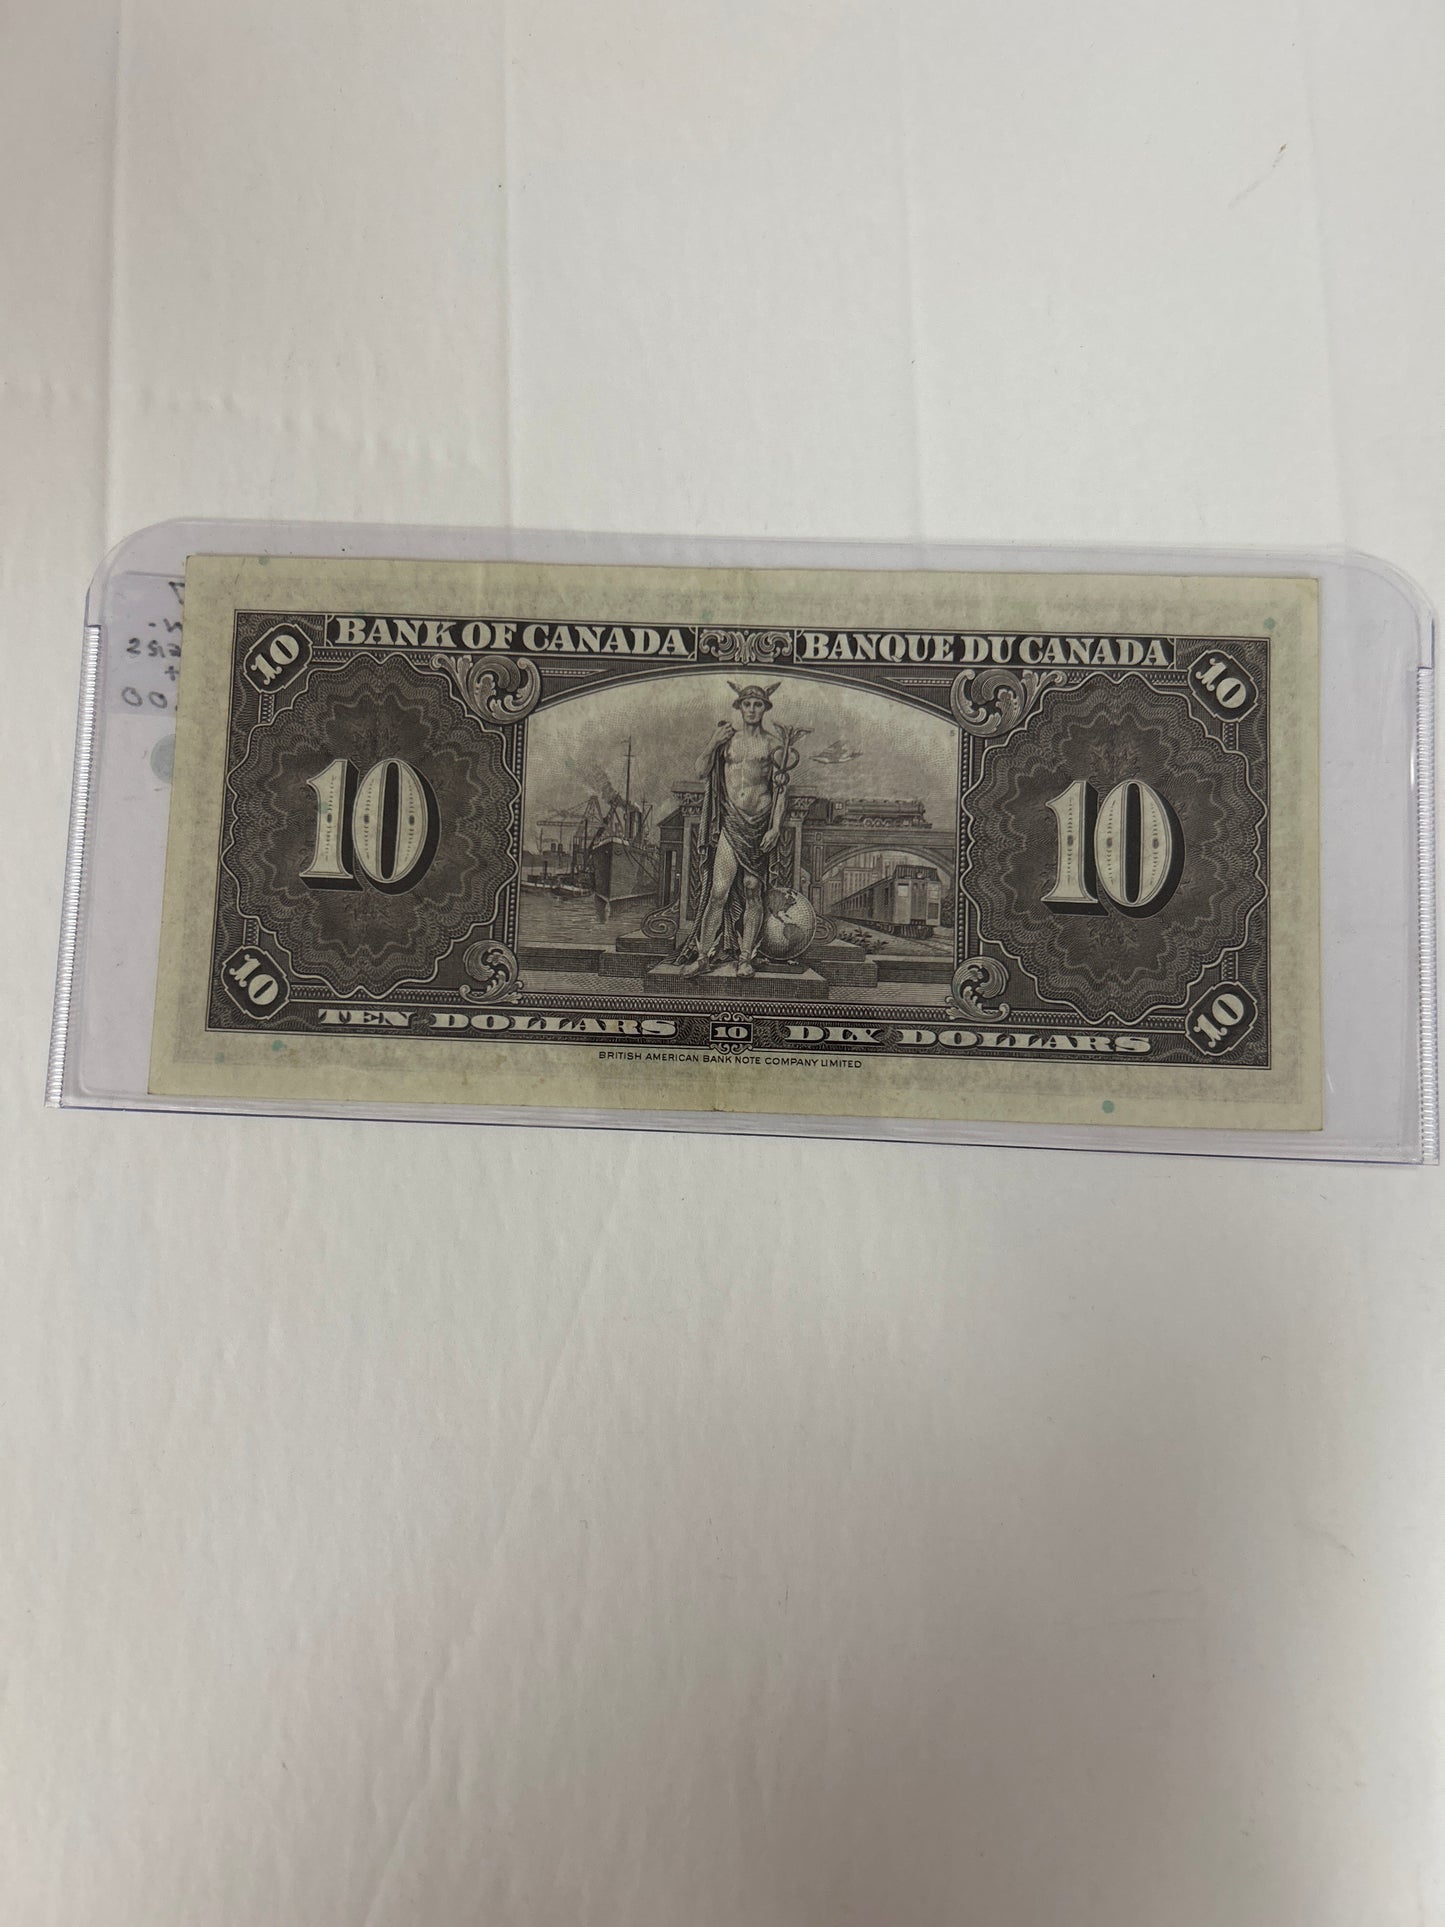 BANK OF CANADA BANQUE DU CANADA
10 10
10 10
10 10
TEN DOLLARS 10 DIX DOLLARS
BRITISH AMERICAN BANK NOTE COMPANY LIMITED